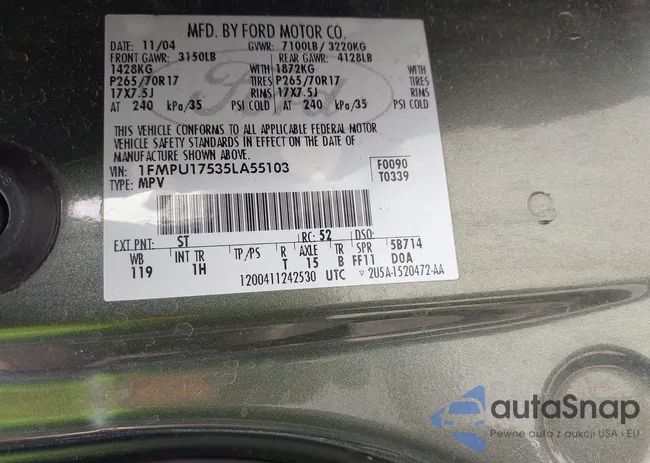 MFD. BY FORD MOTOR CO.
DATE: 11/04 GVWR: 7100LB/ 3220KG
FRONT GAWR: 3150LB REAR GAWR: 4128LB
1428KG WITH 1872KG WITH
P265/70R17 TIRES P265/70R17 TIRES
17X7.5J RIMS 17X7.5J RIMS
AT 240 kPa/35 PSI COLD AT 240 kPa/35 PSI COLD
Ford
THIS VEHICLE CONFORMS TO ALL APPLICABLE FEDERAL MOTOR
VEHICLE SAFETY STANDARDS IN EFFECT ON THE DATE OF
MANUFACTURE SHOWN ABOVE.
VIN: 1FMPU17535LA55103 F0090
TYPE: MPV T0339
EXT PNT: ST RC: 52 DSO:
WB INT TR TP/PS R AXLE TR SPR 5B714
119 1H T 15 B FF11 DOA
1200411242530 UTC ▽ 2U5A-1520472-AA
autoSnap
Pewne auta z aukcji USA i EU